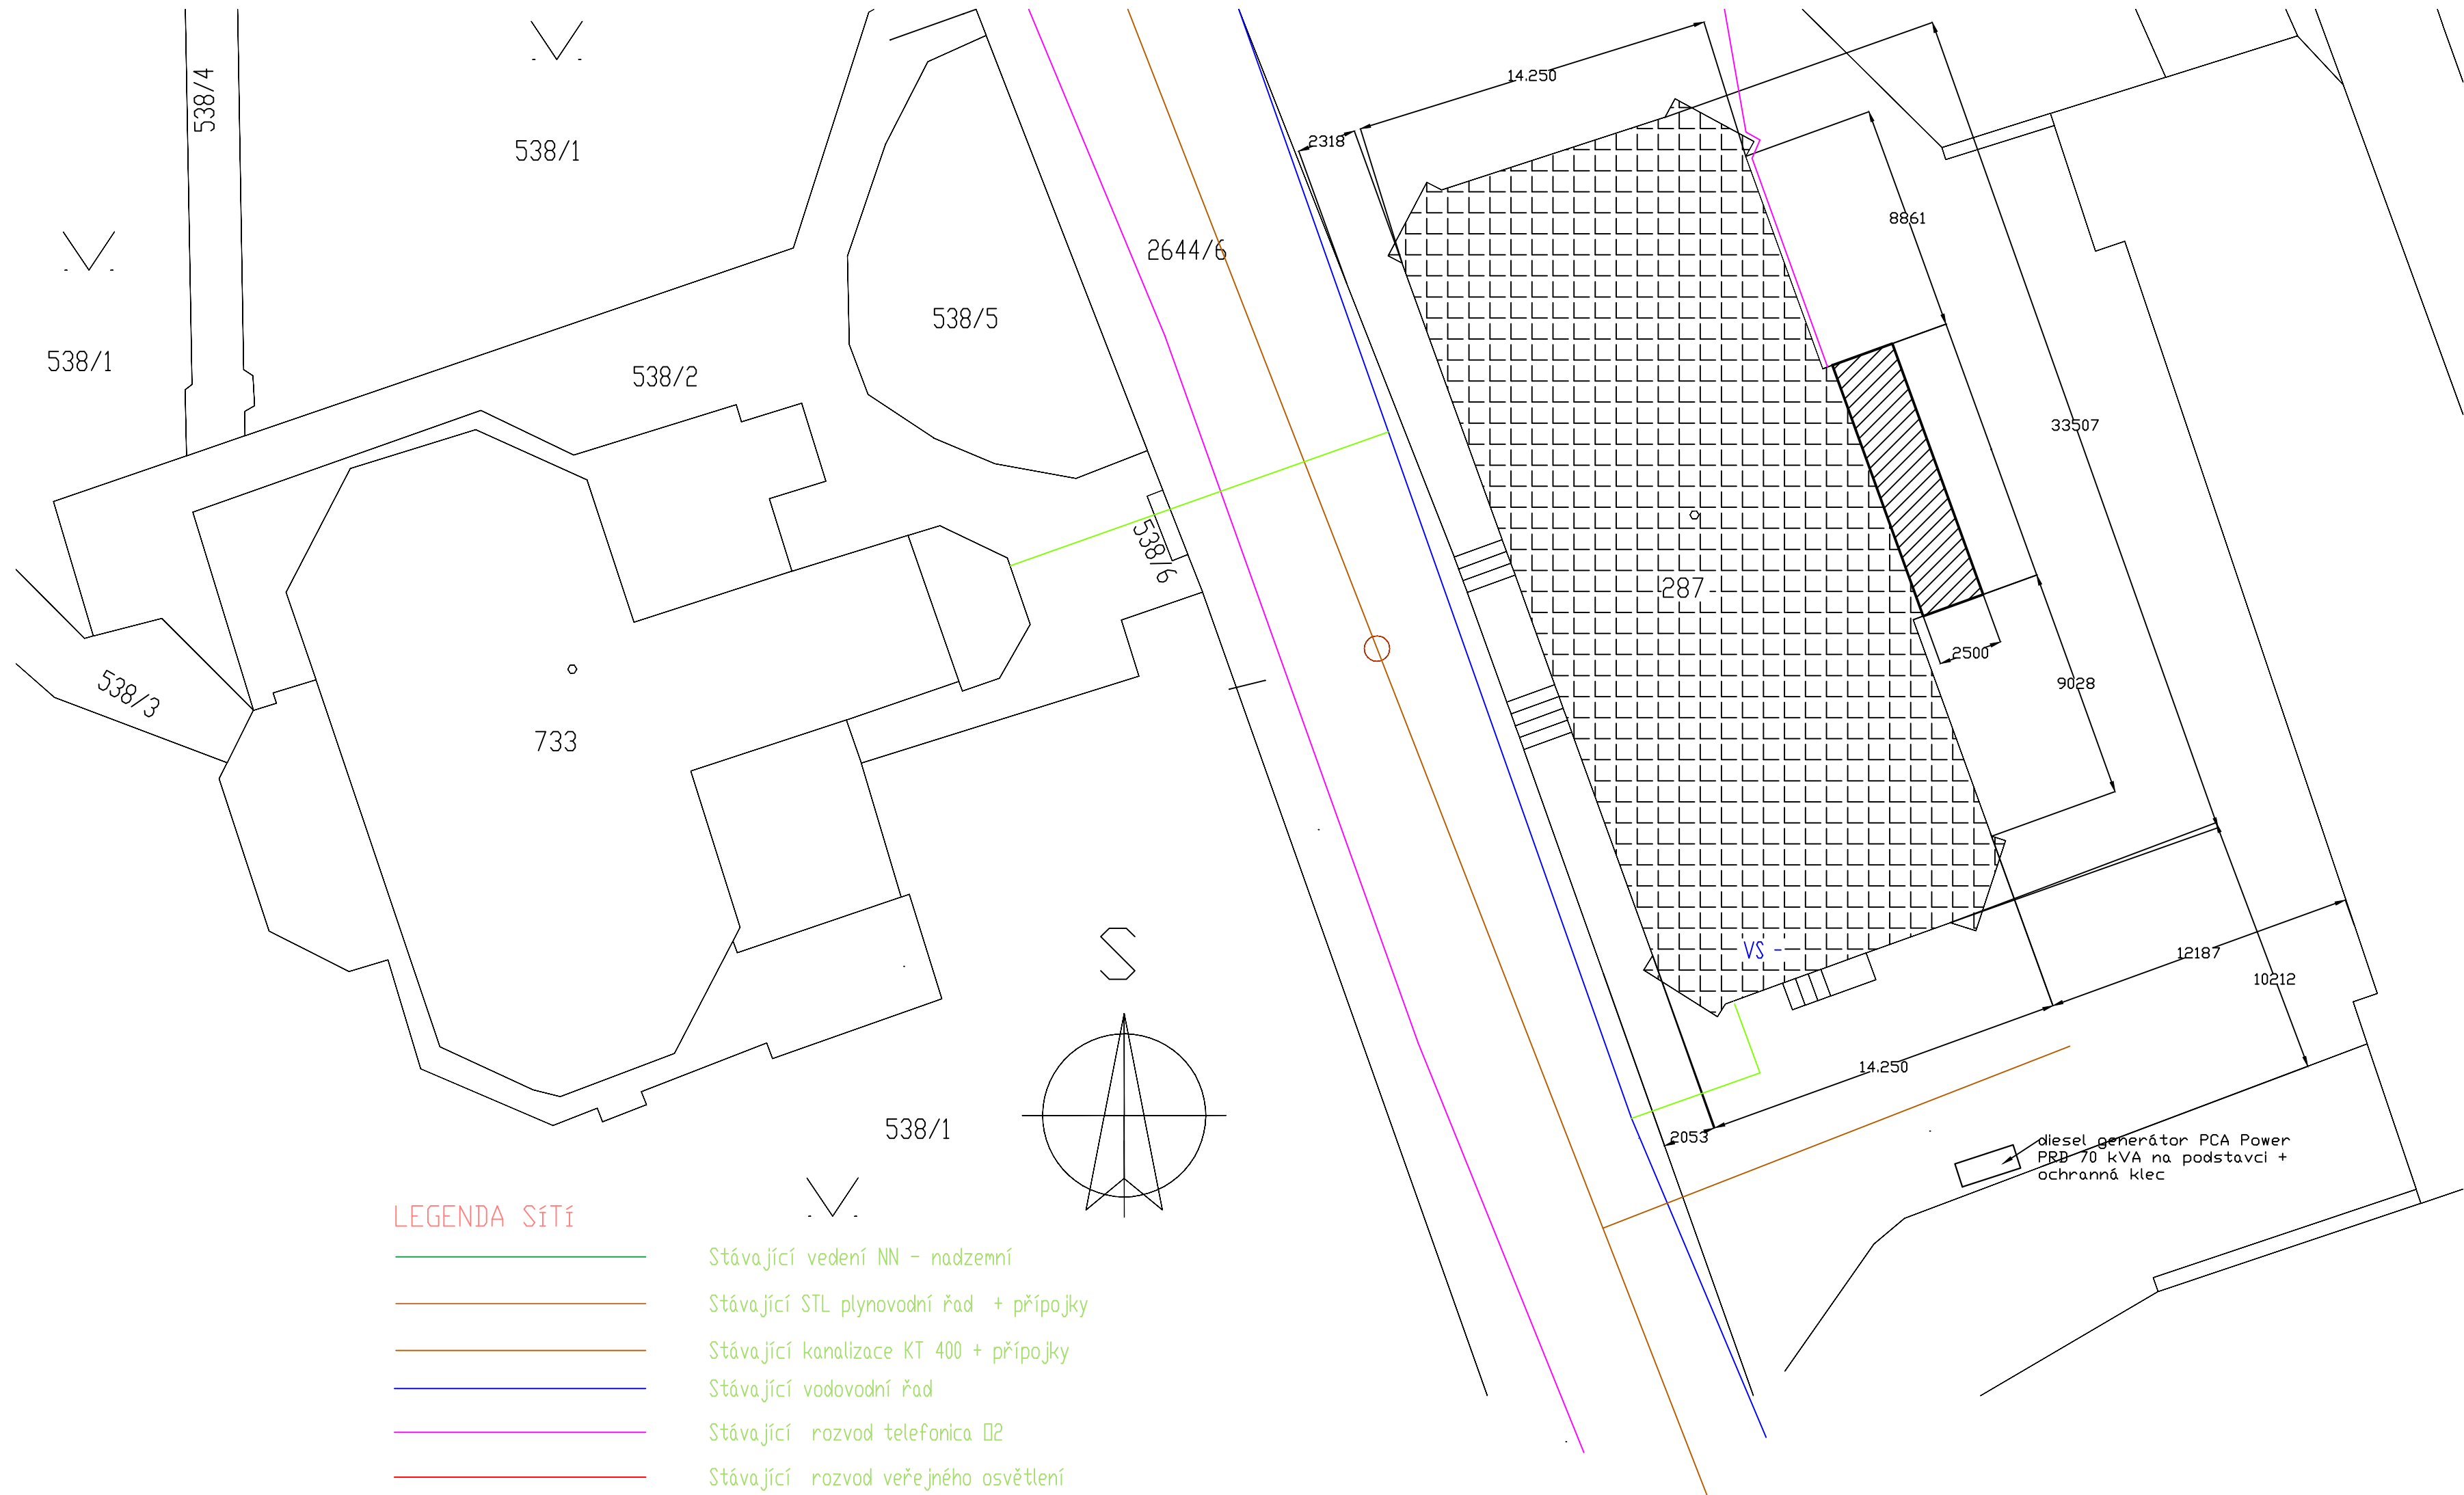 538/4
538/1
538/1
538/2
538/5
2644/6
538/6
538/3
733
14.250
2318
8861
33507
287
2500
9028
VS -
12187
10212
14.250
2053
S
538/1
diesel generátor PCA Power
PRD 70 kVA na podstavci +
ochranná klec
LEGENDA SíTí
Stávající vedení NN - nadzemní
Stávající STL plynovodní řad + přípojky
Stávající kanalizace KT 400 + přípojky
Stávající vodovodní řad
Stávající rozvod telefonica □2
Stávající rozvod veřejného osvětlení